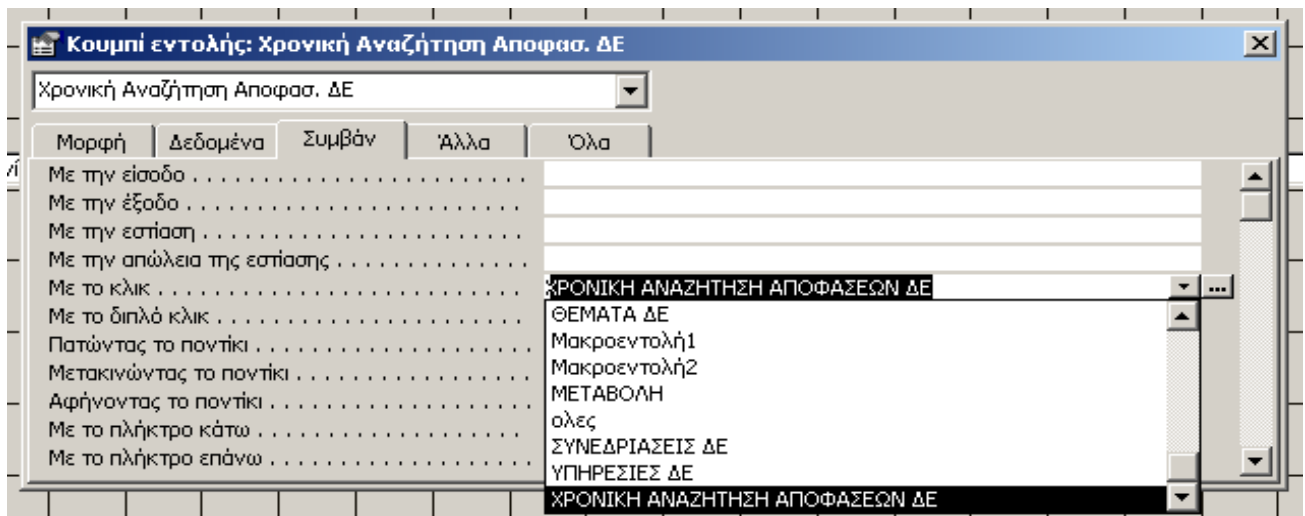 Κουμπί εντολής: Χρονική Αναζήτηση Αποφασ. ΔΕ
Χρονική Αναζήτηση Αποφασ. ΔΕ
Μορφή Δεδομένα Συμβάν Άλλα Όλα
Με την είσοδο . . . . . . . . . . . . . . . . . . . . . . . . .
Με την έξοδο . . . . . . . . . . . . . . . . . . . . . . . . .
Με την εστίαση . . . . . . . . . . . . . . . . . . . . . . . .
Με την απώλεια της εστίασης . . . . . . . . . . . . . .
Με το κλικ . . . . . . . . . . . . . . . . . . . . . . . . . . . ΧΡΟΝΙΚΗ ΑΝΑΖΗΤΗΣΗ ΑΠΟΦΑΣΕΩΝ ΔΕ ...
Με το διπλό κλικ . . . . . . . . . . . . . . . . . . . . . . .
Πατώντας το ποντίκι . . . . . . . . . . . . . . . . . . . .
Μετακινώντας το ποντίκι . . . . . . . . . . . . . . . . .
Αφήνοντας το ποντίκι . . . . . . . . . . . . . . . . . . .
Με το πλήκτρο κάτω . . . . . . . . . . . . . . . . . . . .
Με το πλήκτρο επάνω . . . . . . . . . . . . . . . . . . .
ΘΕΜΑΤΑ ΔΕ
Μακροεντολή1
Μακροεντολή2
ΜΕΤΑΒΟΛΗ
ολες
ΣΥΝΕΔΡΙΑΣΕΙΣ ΔΕ
ΥΠΗΡΕΣΙΕΣ ΔΕ
ΧΡΟΝΙΚΗ ΑΝΑΖΗΤΗΣΗ ΑΠΟΦΑΣΕΩΝ ΔΕ